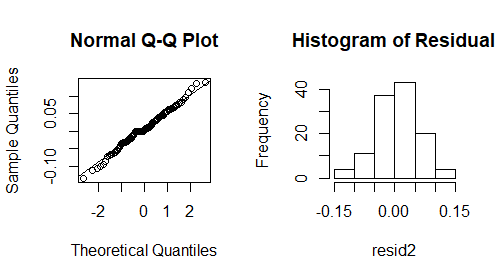 Normal Q-Q Plot
Sample Quantiles
0.05
-0.10
-2
0
1
2
Theoretical Quantiles
Histogram of Residual
Frequency
40
20
0
-0.15
0.00
0.15
resid2